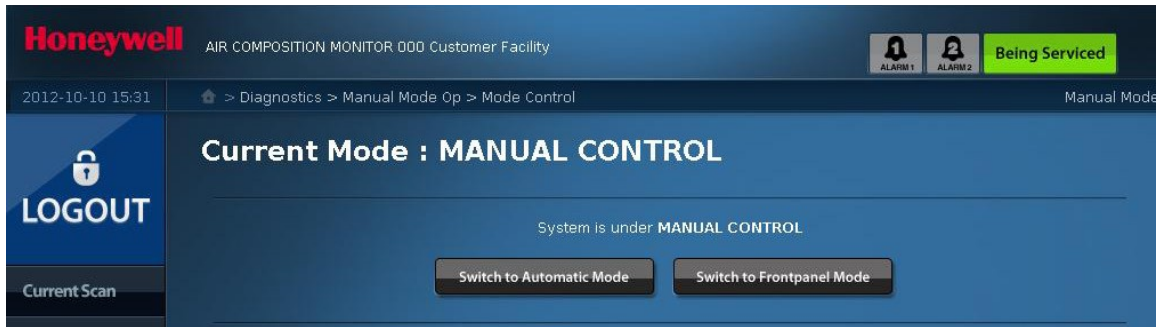 Honeywell
AIR COMPOSITION MONITOR 000 Customer Facility
1
ALARM 1
2
ALARM 2
Being Serviced
2012-10-10 15:31
> Diagnostics > Manual Mode Op > Mode Control
Manual Mode
LOGOUT
Current Mode : MANUAL CONTROL
System is under MANUAL CONTROL
Switch to Automatic Mode
Switch to Frontpanel Mode
Current Scan